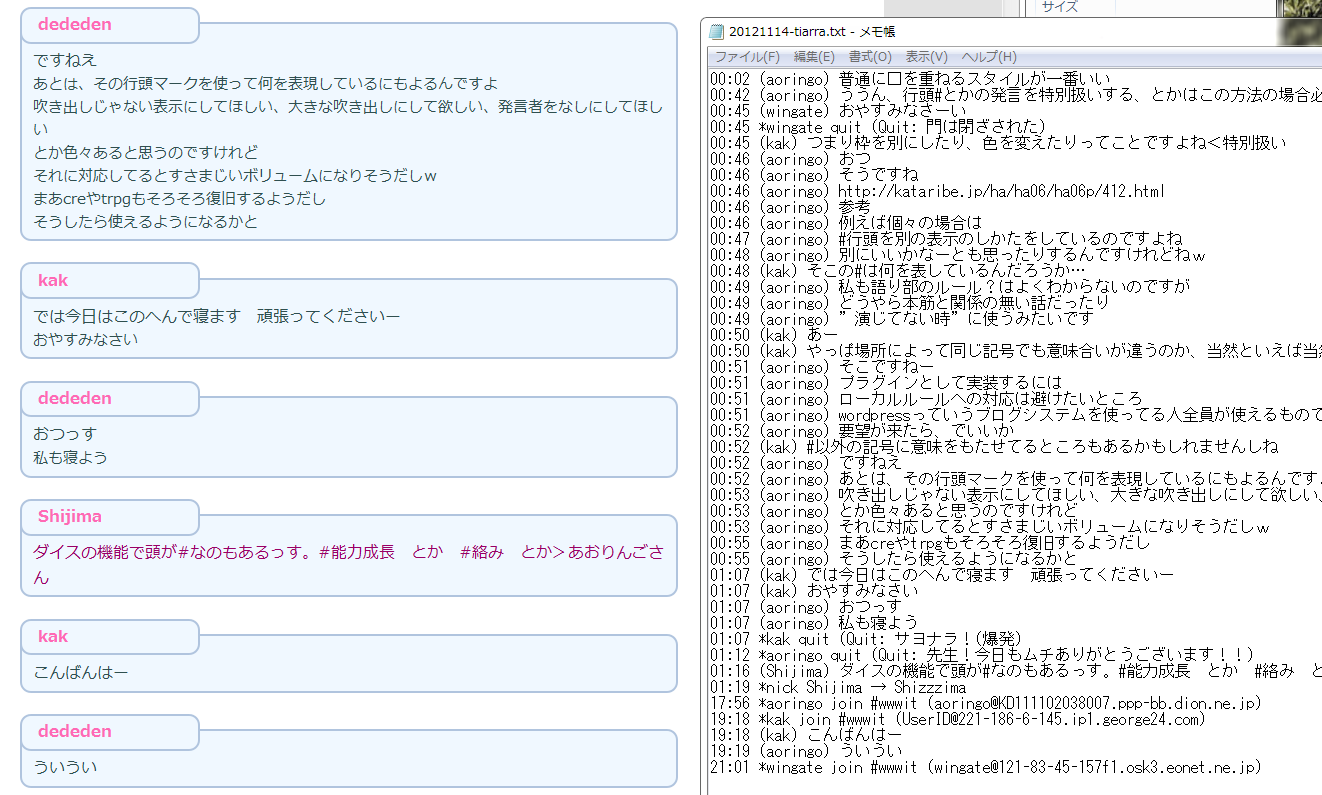 dededen
ですねえ
あとは、その行頭マークを使って何を表現しているにもよるんですよ
吹き出しじゃない表示にしてほしい、大きな吹き出しにして欲しい、発言者をなしにしてほし
い
とか色々あると思うのですけれど
それに対応してるとすさまじいボリュームになりそうだしｗ
まあcreやtrpgもそろそろ復旧するようだし
そうしたら使えるようになるかと
kak
では今日はこのへんで寝ます　頑張ってくださいー
おやすみなさい
dededen
おつっす
私も寝よう
Shijima
ダイスの機能で頭が#なのもあるっす。#能力成長　とか　#絡み　とか＞あおりんごさ
ん
kak
こんばんはー
dededen
ういうい
サイズ
20121114-tiarra.txt - メモ帳
ファイル(F) 編集(E) 書式(O) 表示(V) ヘルプ(H)
00:02 (aoringo) 普通に□を重ねるスタイルが一番いい
00:42 (aoringo) ううん、行頭#とかの発言を特別扱いする、とかはこの方法の場合必
00:45 (wingate) おやすみなさーい
00:45 *wingate quit (Quit: 門は閉ざされた)
00:45 (kak) つまり枠を別にしたり、色を変えたりってことですよね＜特別扱い
00:46 (aoringo) おつ
00:46 (aoringo) そうですね
00:46 (aoringo) http://kataribe.jp/ha/ha06/ha06p/412.html
00:46 (aoringo) 参考
00:46 (aoringo) 例えば個々の場合は
00:47 (aoringo) #行頭を別の表示のしかたをしているのですよね
00:48 (aoringo) 別にいいかなーとも思ったりするんですけれどねｗ
00:48 (kak) そこの#は何を表しているんだろうか…
00:49 (aoringo) 私も語り部のルール？はよくわからないのですが
00:49 (aoringo) どうやら本筋と関係の無い話だったり
00:49 (aoringo) ”演じてない時”に使うみたいです
00:50 (kak) あー
00:50 (kak) やっぱ場所によって同じ記号でも意味合いが違うのか、当然といえば当然
00:51 (aoringo) そこですねー
00:51 (aoringo) プラグインとして実装するには
00:51 (aoringo) ローカルルールへの対応は避けたいところ
00:51 (aoringo) wordpressっていうブログシステムを使ってる人全員が使えるもので
00:52 (aoringo) 要望が来たら、でいいか
00:52 (kak) #以外の記号に意味をもたせてるところもあるかもしれませんしね
00:52 (aoringo) ですねえ
00:52 (aoringo) あとは、その行頭マークを使って何を表現しているにもよるんです
00:53 (aoringo) 吹き出しじゃない表示にしてほしい、大きな吹き出しにして欲しい、
00:53 (aoringo) とか色々あると思うのですけれど
00:53 (aoringo) それに対応してるとすさまじいボリュームになりそうだしｗ
00:55 (aoringo) まあcreやtrpgもそろそろ復旧するようだし
00:55 (aoringo) そうしたら使えるようになるかと
01:07 (kak) では今日はこのへんで寝ます　頑張ってくださいー
01:07 (kak) おやすみなさい
01:07 (aoringo) おつっす
01:07 (aoringo) 私も寝よう
01:07 *kak quit (Quit: サヨナラ！(爆発)
01:12 *aoringo quit (Quit: 先生！今日もムチありがとうございます！！)
01:16 (Shijima) ダイスの機能で頭が#なのもあるっす。#能力成長　とか　#絡み　と
01:19 *nick Shijima → Shizzzima
17:56 *aoringo join #wwwit (aoringo@KD111102038007.ppp-bb.dion.ne.jp)
19:18 *kak join #wwwit (UserID@221-186-6-145.ip1.george24.com)
19:18 (kak) こんばんはー
19:19 (aoringo) ういうい
21:01 *wingate join #wwwit (wingate@121-83-45-157f1.osk3.eonet.ne.jp)